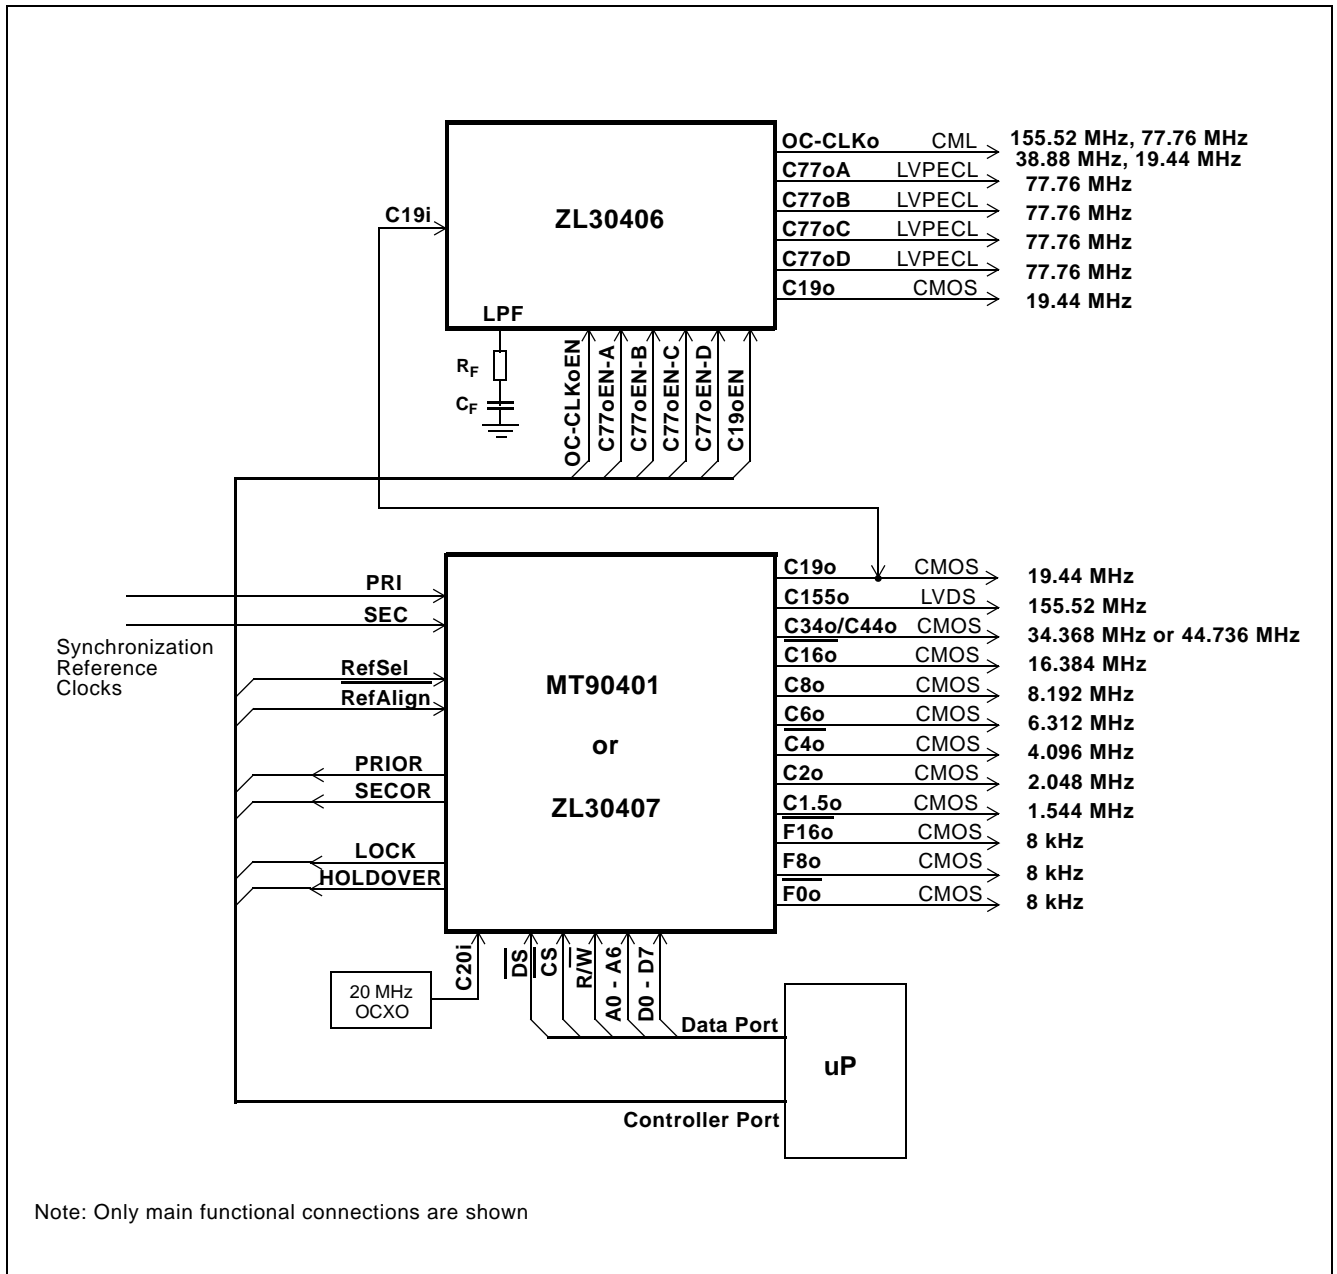 OC-CLKo CML 155.52 MHz, 77.76 MHz
38.88 MHz, 19.44 MHz
C77oA LVPECL 77.76 MHz
C77oB LVPECL 77.76 MHz
C77oC LVPECL 77.76 MHz
C77oD LVPECL 77.76 MHz
C19o CMOS 19.44 MHz
C19i
ZL30406
LPF
RF
CF
OC-CLKoEN
C77oEN-A
C77oEN-B
C77oEN-C
C77oEN-D
C19oEN
PRI
SEC
Synchronization
Reference
Clocks
RefSel
RefAlign
PRIOR
SECOR
LOCK
HOLDOVER
MT90401
or
ZL30407
C19o CMOS 19.44 MHz
C155o LVDS 155.52 MHz
C34o/C44o CMOS 34.368 MHz or 44.736 MHz
C16o CMOS 16.384 MHz
C8o CMOS 8.192 MHz
C6o CMOS 6.312 MHz
C4o CMOS 4.096 MHz
C2o CMOS 2.048 MHz
C1.5o CMOS 1.544 MHz
F16o CMOS 8 kHz
F8o CMOS 8 kHz
F0o CMOS 8 kHz
C20i
DS
CS
R/W
A0 - A6
D0 - D7
20 MHz
OCXO
Data Port
uP
Controller Port
Note: Only main functional connections are shown